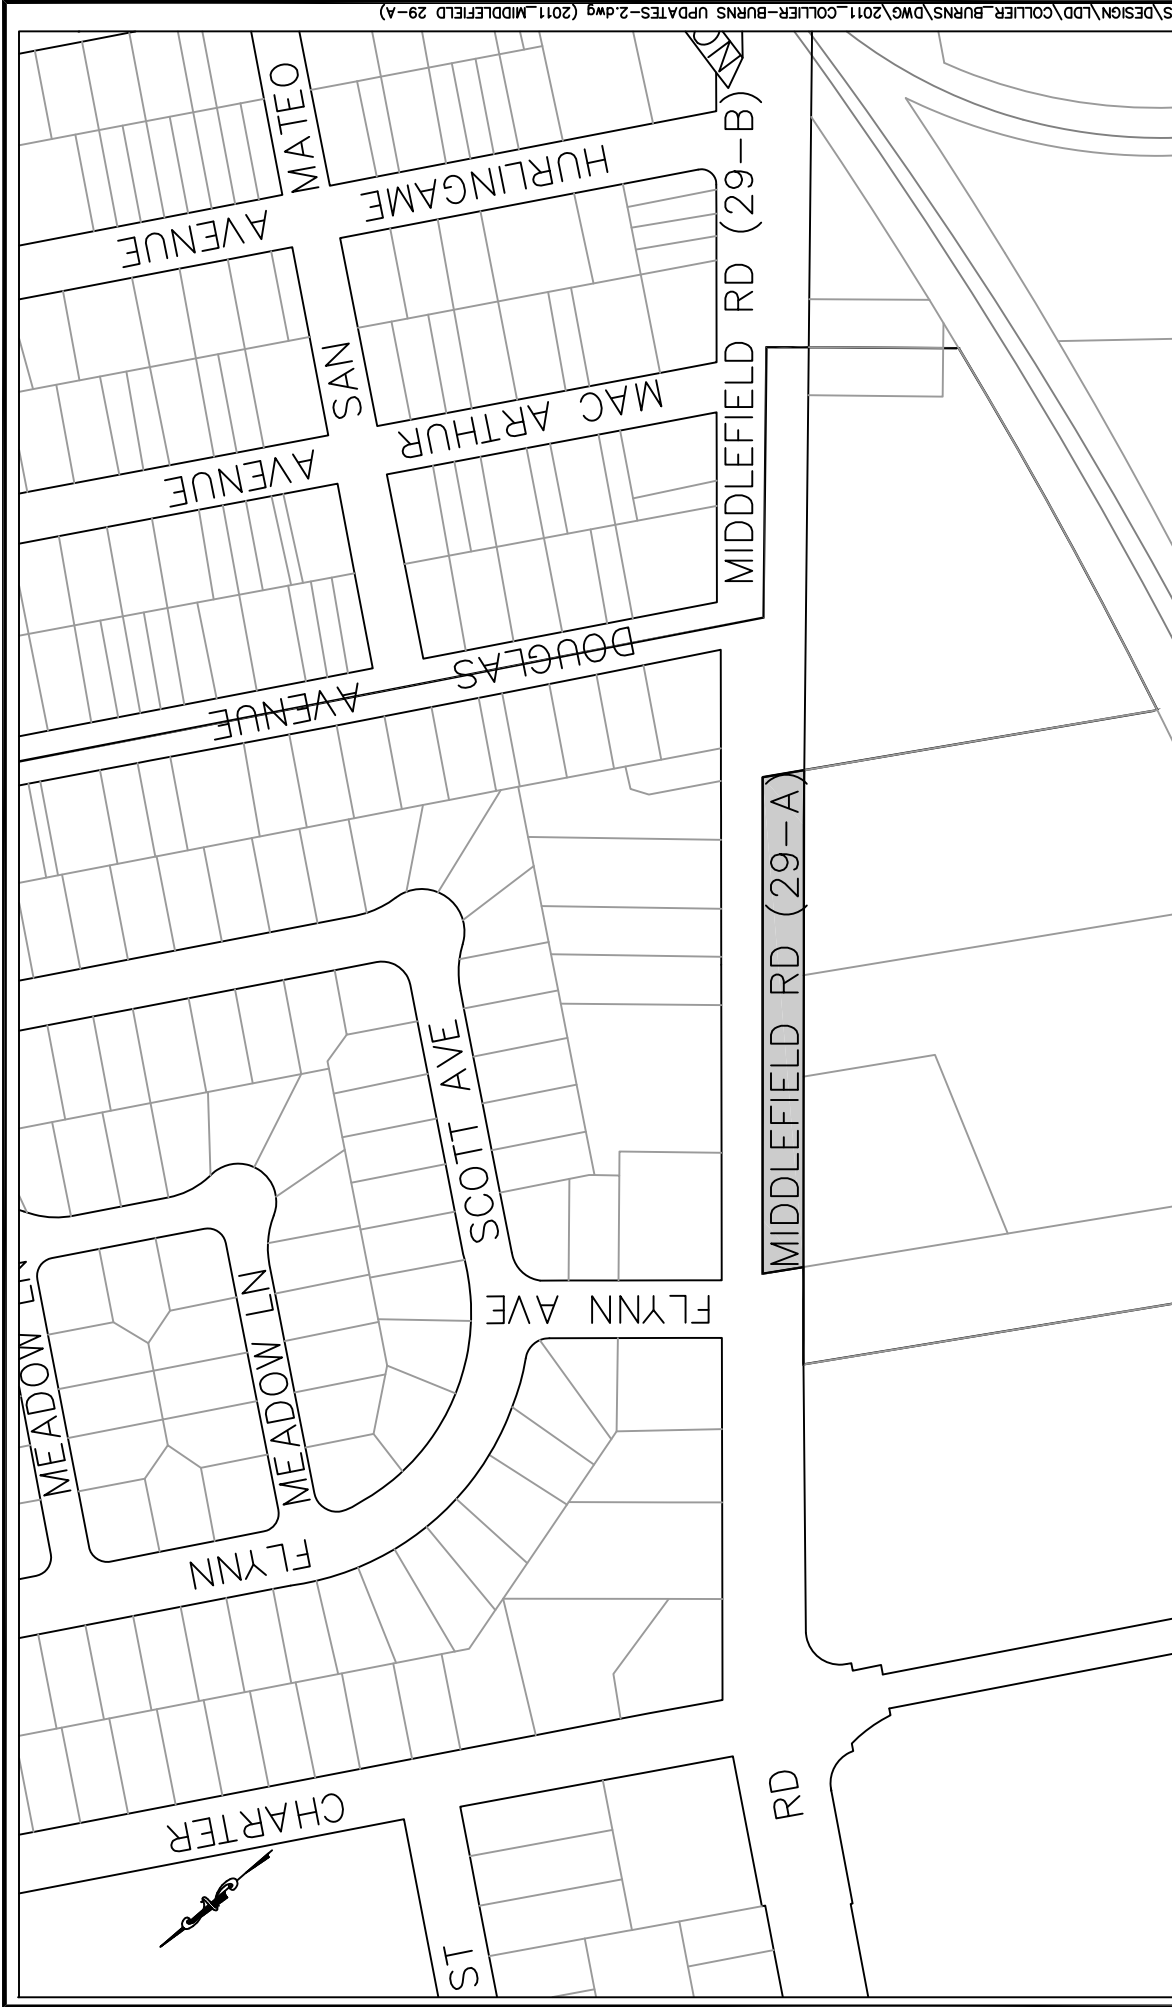 S\DESIGN\LDD\COLLIER_BURNS\DWG\2011_COLLIER-BURNS UPDATES-2.dwg (2011_MIDDLEFIELD 29-A)
MATEO
HURLINGAME
AVENUE
MIDDLEFIELD RD (29-B)
SAN
MAC ARTHUR
AVENUE
DOUGLAS
AVENUE
MIDDLEFIELD RD (29-A)
SCOTT AVE
FLYNN AVE
MEADOW LN
MEADOW LN
FLYNN
CHARTER
RD
ST